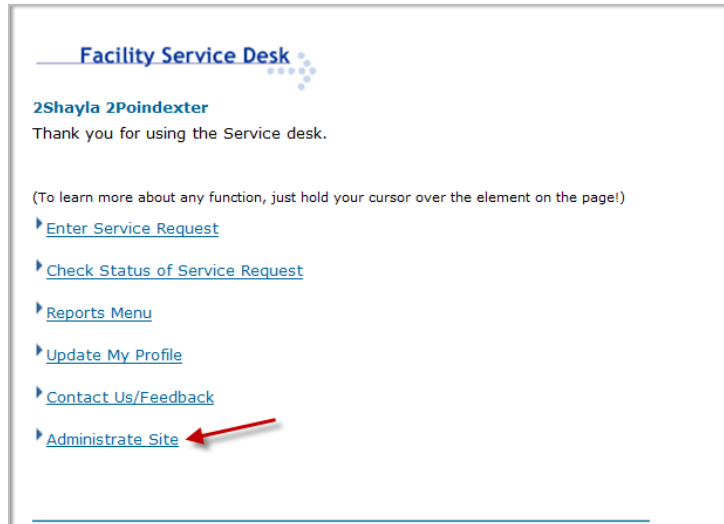 Facility Service Desk
2Shayla 2Poindexter
Thank you for using the Service desk.
(To learn more about any function, just hold your cursor over the element on the page!)
Enter Service Request
Check Status of Service Request
Reports Menu
Update My Profile
Contact Us/Feedback
Administrate Site